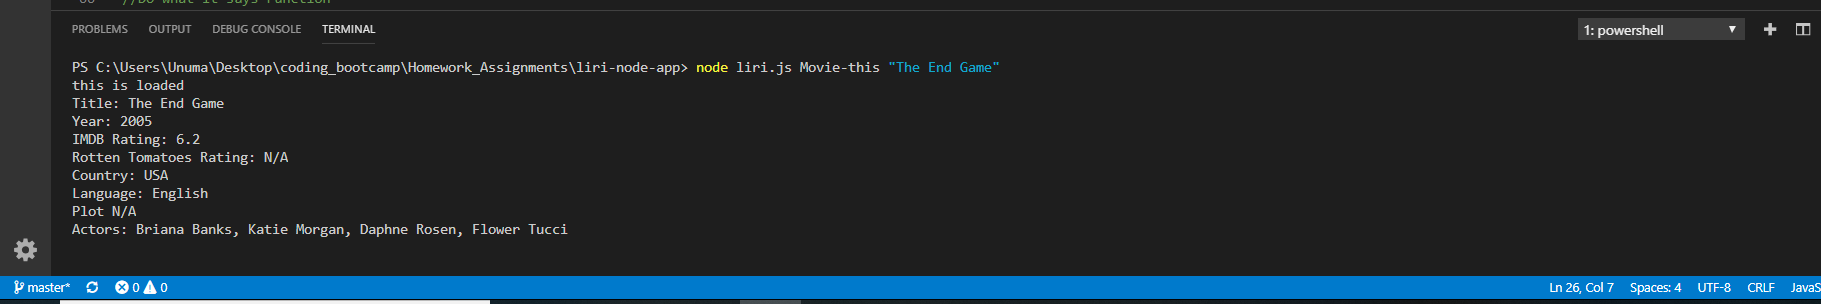 PROBLEMS OUTPUT DEBUG CONSOLE TERMINAL 1: powershell
PS C:\Users\Unuma\Desktop\coding_bootcamp\Homework_Assignments\liri-node-app> node liri.js Movie-this "The End Game"
this is loaded
Title: The End Game
Year: 2005
IMDB Rating: 6.2
Rotten Tomatoes Rating: N/A
Country: USA
Language: English
Plot N/A
Actors: Briana Banks, Katie Morgan, Daphne Rosen, Flower Tucci
master* 0 0 Ln 26, Col 7 Spaces: 4 UTF-8 CRLF JavaS